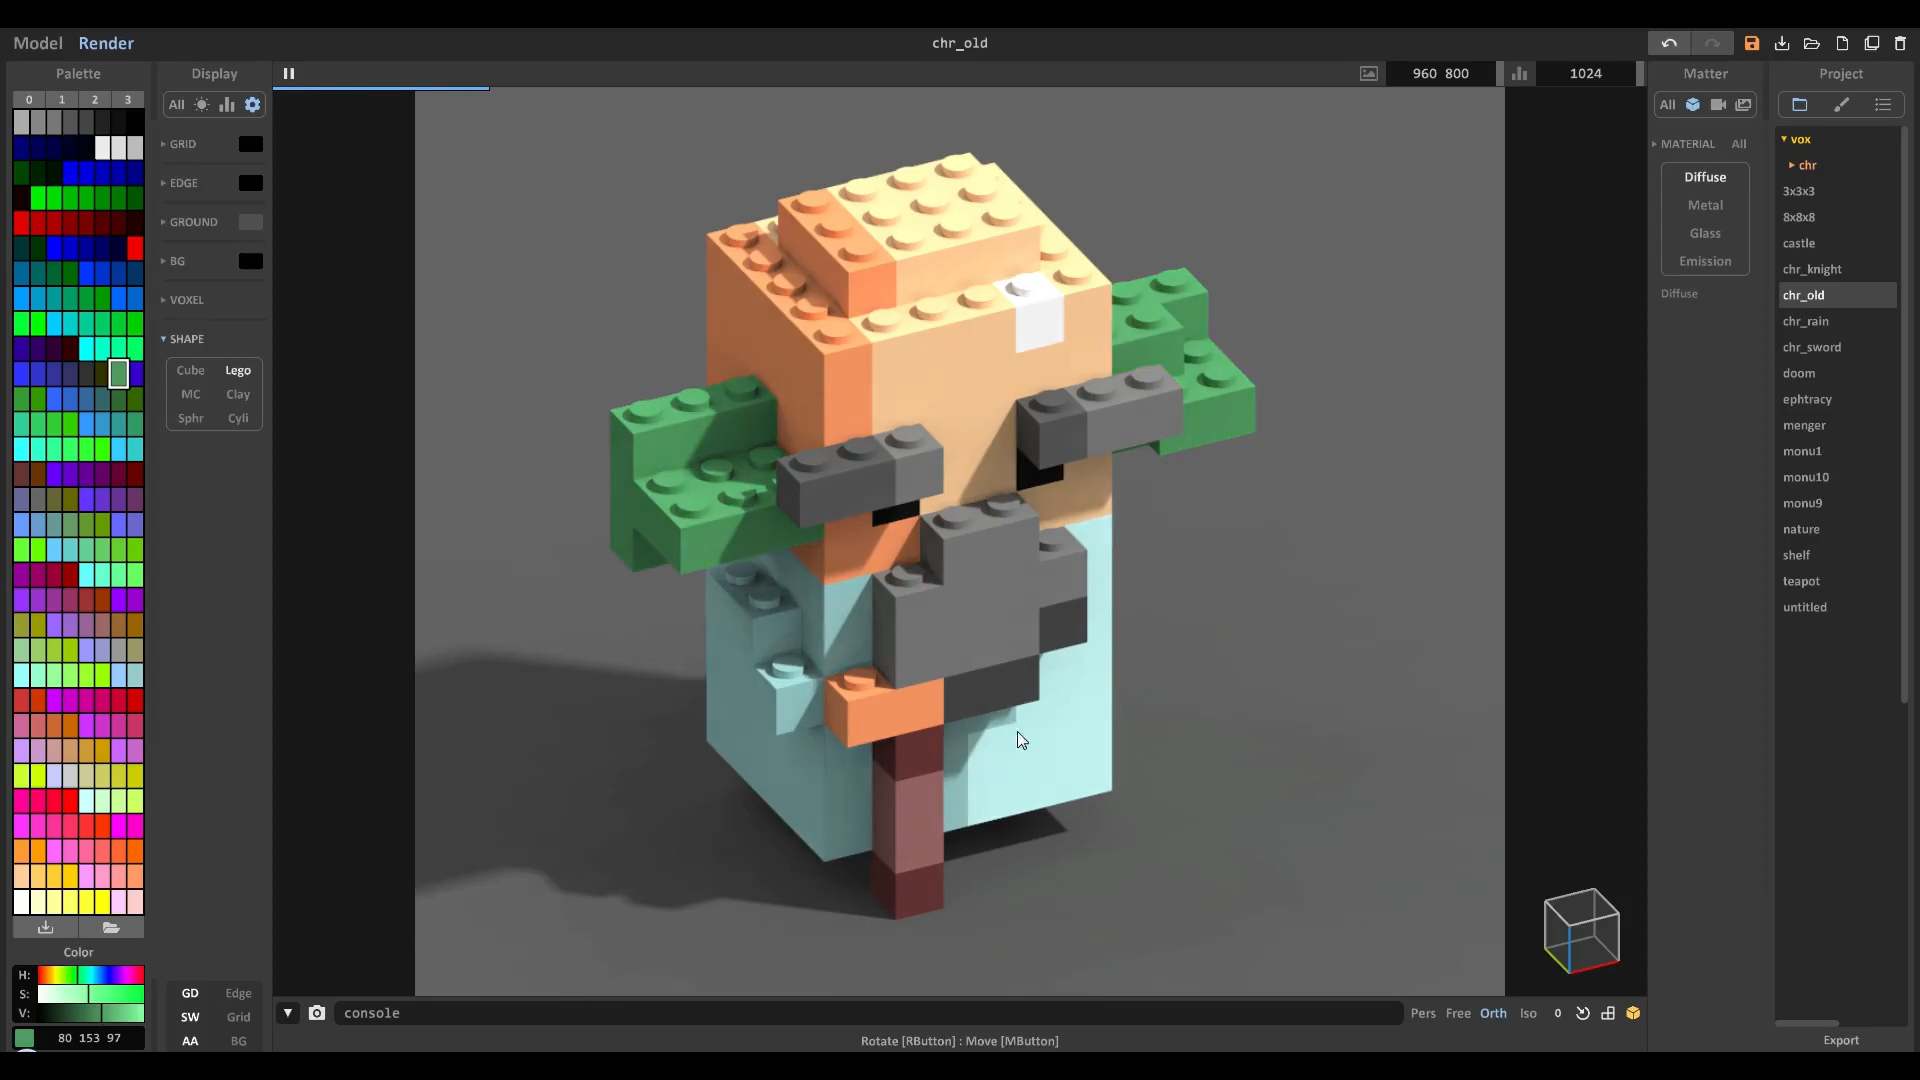 Model Render
chr_old
Palette
Display
960 800
1024
Matter
Project
0 1 2 3
All
All
GRID
EDGE
GROUND
BG
VOXEL
SHAPE
Cube Lego
MC Clay
Sphr Cyli
MATERIAL All
Diffuse
Metal
Glass
Emission
Diffuse
vox
chr
3x3x3
8x8x8
castle
chr_knight
chr_old
chr_rain
chr_sword
doom
ephtracy
menger
monu1
monu10
monu9
nature
shelf
teapot
untitled
Color
H:
S:
V:
80 153 97
GD Edge
SW Grid
AA BG
console
Pers Free Orth Iso 0
Rotate [RButton] : Move [MButton]
Export